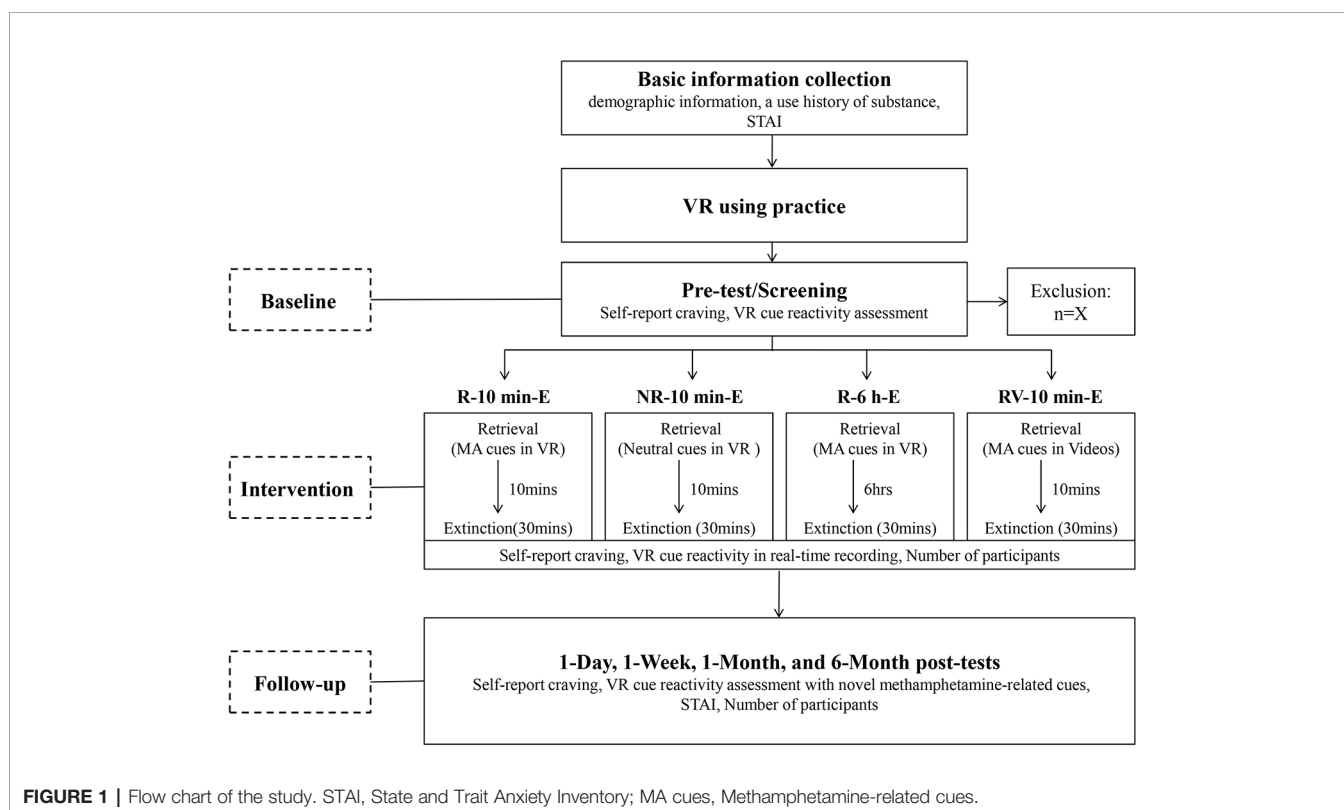 Basic information collection
demographic information, a use history of substance,
STAI
VR using practice
Baseline
Pre-test/Screening
Self-report craving, VR cue reactivity assessment
Exclusion:
n=X
R-10 min-E
NR-10 min-E
R-6 h-E
RV-10 min-E
Intervention
Retrieval
(MA cues in VR)
10mins
Extinction(30mins)
Retrieval
(Neutral cues in VR )
10mins
Extinction (30mins)
Retrieval
(MA cues in VR)
6hrs
Extinction (30mins)
Retrieval
(MA cues in Videos)
10mins
Extinction (30mins)
Self-report craving, VR cue reactivity in real-time recording, Number of participants
Follow-up
1-Day, 1-Week, 1-Month, and 6-Month post-tests
Self-report craving, VR cue reactivity assessment with novel methamphetamine-related cues,
STAI, Number of participants
FIGURE 1 | Flow chart of the study. STAI, State and Trait Anxiety Inventory; MA cues, Methamphetamine-related cues.